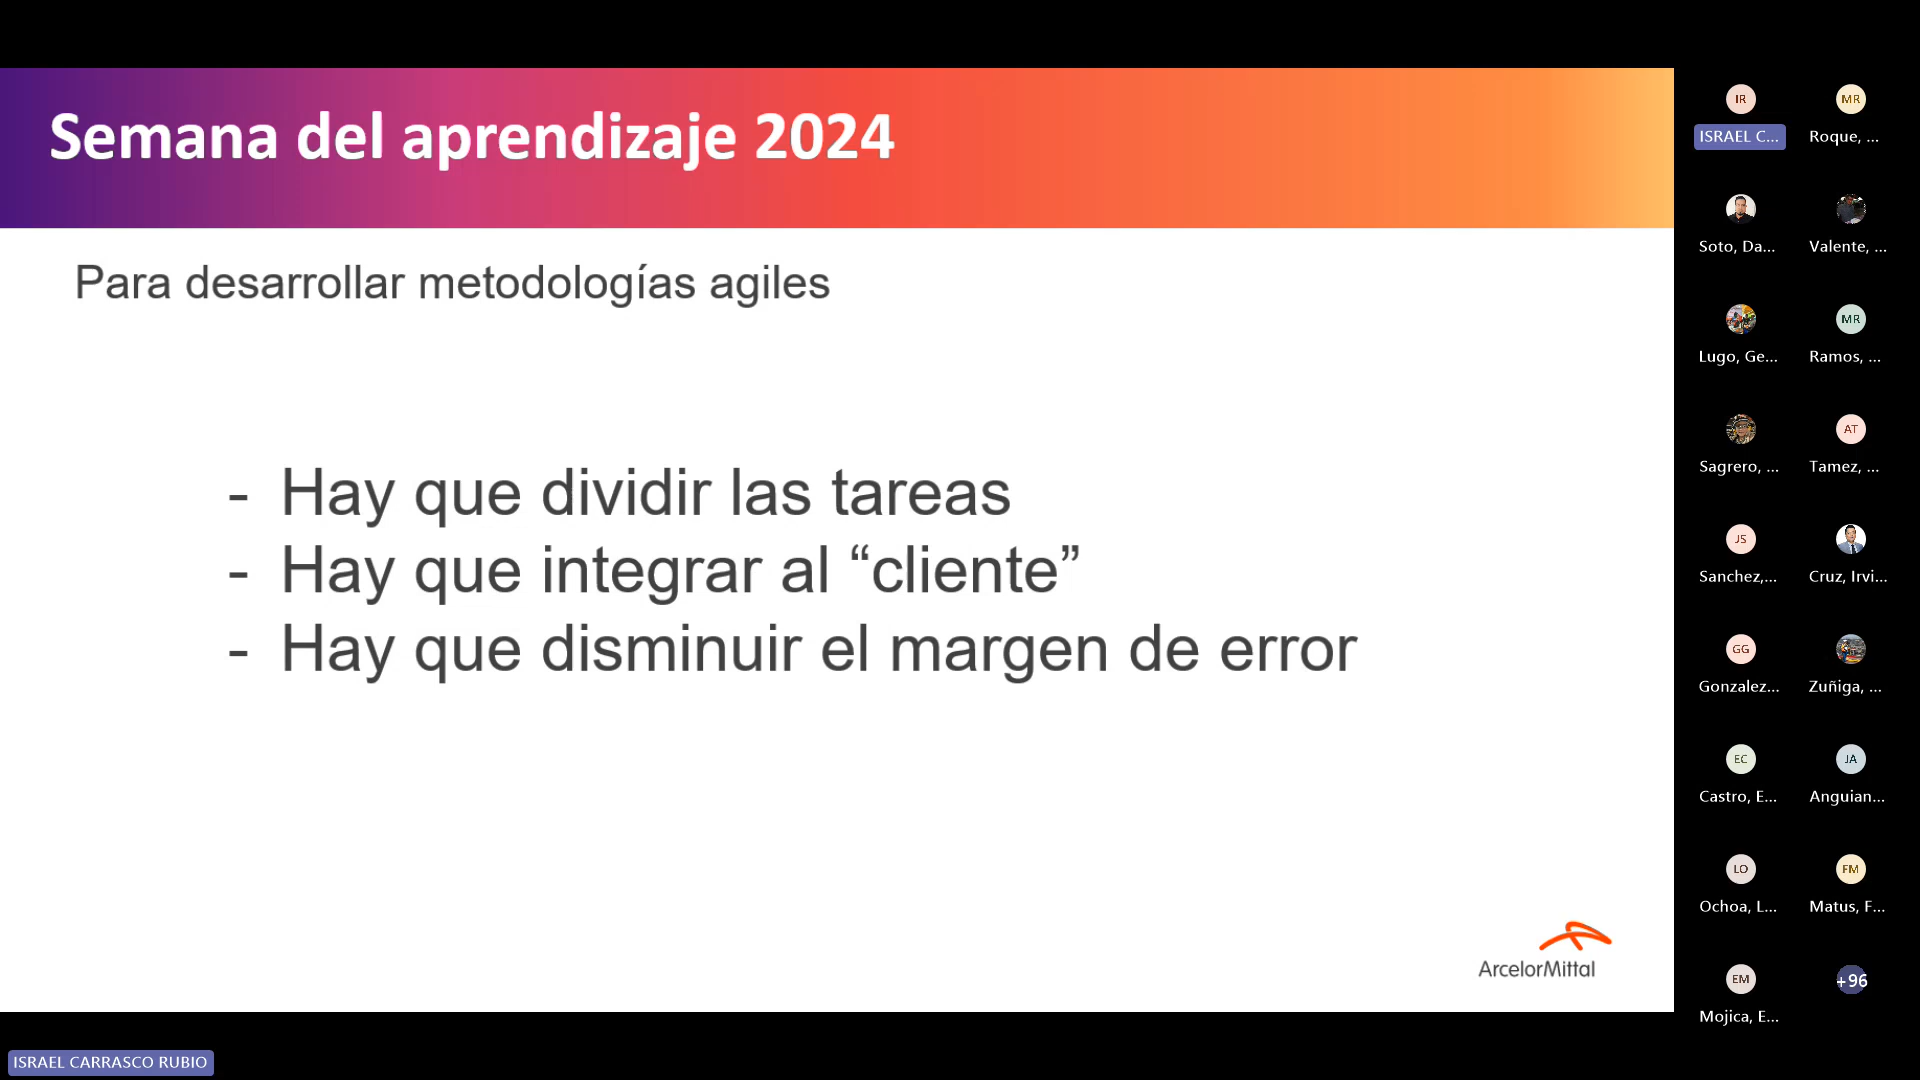 Semana del aprendizaje 2024
Para desarrollar metodologías agiles
- Hay que dividir las tareas
- Hay que integrar al “cliente”
- Hay que disminuir el margen de error
ArcelorMittal
IR
MR
ISRAEL C...
Roque, ...
Soto, Da...
Valente, ...
MR
Lugo, Ge...
Ramos, ...
AT
Sagrero, ...
Tamez, ...
JS
Sanchez,...
Cruz, Irvi...
GG
Gonzalez...
Zuñiga, ...
EC
JA
Castro, E...
Anguian...
LO
FM
Ochoa, L...
Matus, F...
EM
+96
Mojica, E...
ISRAEL CARRASCO RUBIO